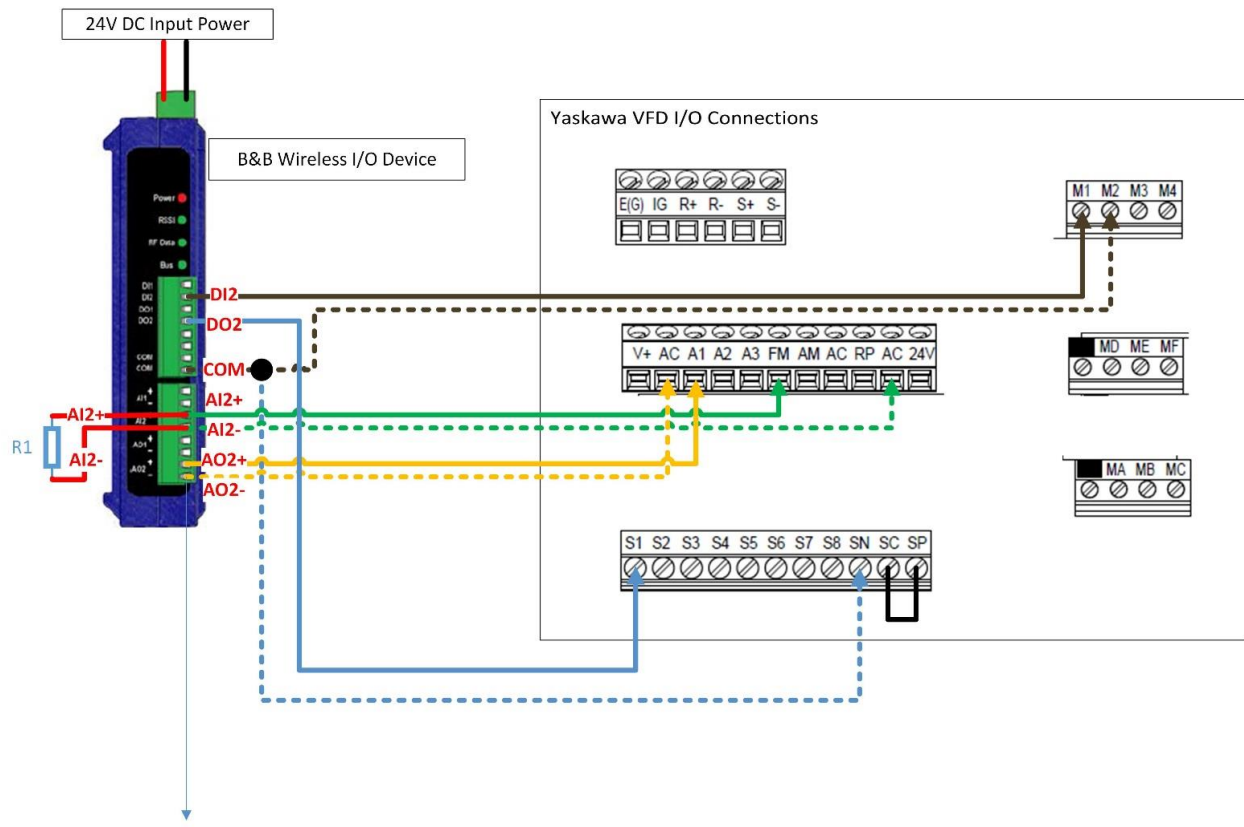 24V DC Input Power
Yaskawa VFD I/O Connections
B&B Wireless I/O Device
E(G) IG R+ R- S+ S-
M1 M2 M3 M4
Power
RSSI
RF Data
Bus
DI1
DI2
DO1
DO2
COM
COM
DI2
DO2
COM
V+ AC A1 A2 A3 FM AM AC RP AC 24V
MD ME MF
+
AI1
-
AI2
+
AO1
-
+
AO2
-
AI2+
AI2-
AO2+
AO2-
AI2+
R1
AI2-
MA MB MC
S1 S2 S3 S4 S5 S6 S7 S8 SN SC SP